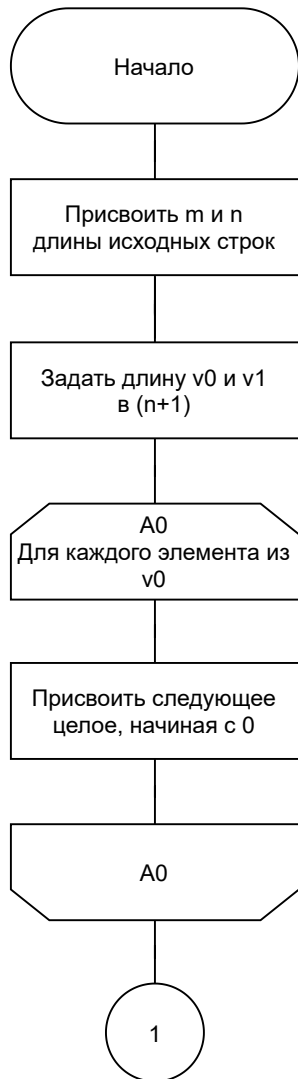 Начало
Присвоить m и n
длины исходных строк
Задать длину v0 и v1
в (n+1)
A0
Для каждого элемента из
v0
Присвоить следующее
целое, начиная с 0
A0
1